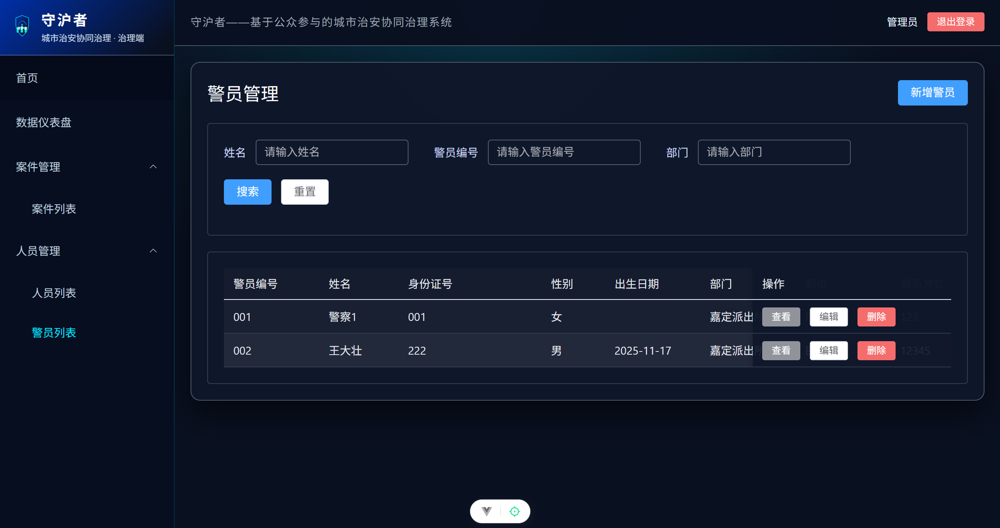 守沪者
城市治安协同治理 · 治理端
守沪者——基于公众参与的城市治安协同治理系统
管理员
退出登录
首页
数据仪表盘
案件管理
案件列表
人员管理
人员列表
警员列表
警员管理
新增警员
姓名 请输入姓名 警员编号 请输入警员编号 部门 请输入部门
搜索 重置
警员编号 姓名 身份证号 性别 出生日期 部门 操作 职位 联系方式
001 警察1 001 女 嘉定派出所 查看 编辑 删除 123
002 王大壮 222 男 2025-11-17 嘉定派出所 查看 编辑 删除 12345